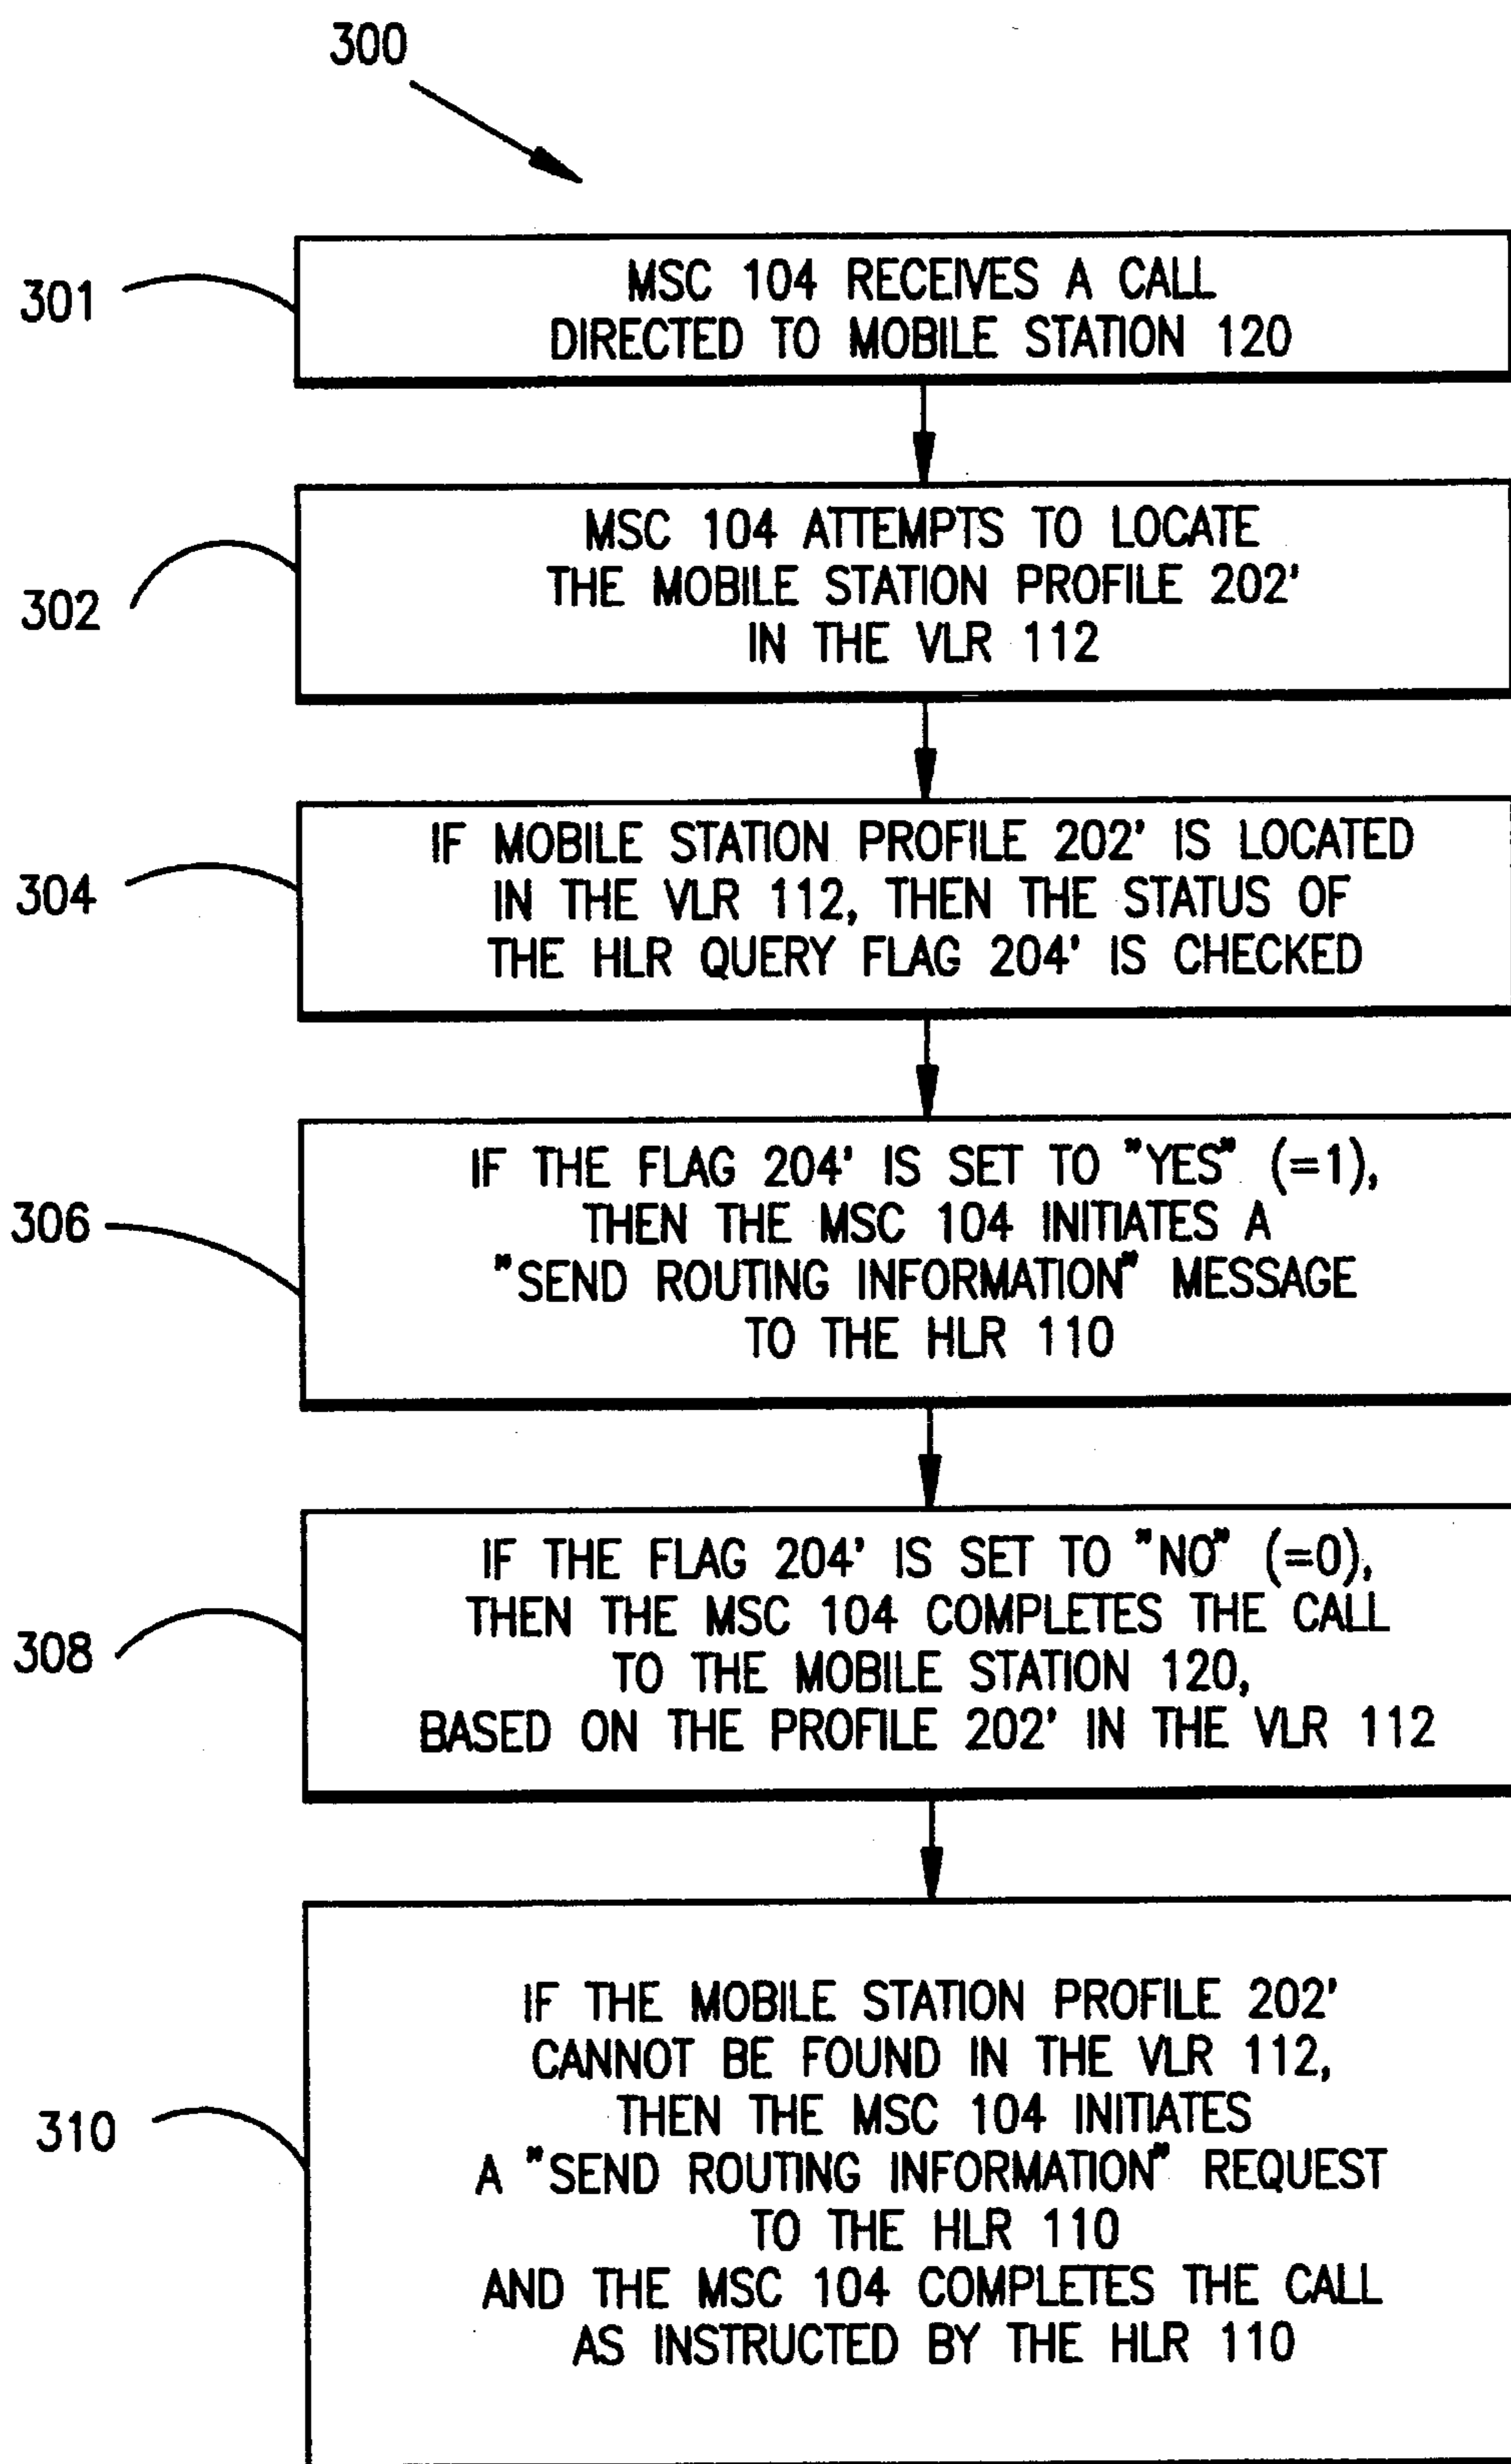 300
301
MSC 104 RECEIVES A CALL
DIRECTED TO MOBILE STATION 120
302
MSC 104 ATTEMPTS TO LOCATE
THE MOBILE STATION PROFILE 202'
IN THE VLR 112
304
IF MOBILE STATION PROFILE 202' IS LOCATED
IN THE VLR 112, THEN THE STATUS OF
THE HLR QUERY FLAG 204' IS CHECKED
306
IF THE FLAG 204' IS SET TO "YES" (=1),
THEN THE MSC 104 INITIATES A
"SEND ROUTING INFORMATION" MESSAGE
TO THE HLR 110
308
IF THE FLAG 204' IS SET TO "NO" (=0),
THEN THE MSC 104 COMPLETES THE CALL
TO THE MOBILE STATION 120,
BASED ON THE PROFILE 202' IN THE VLR 112
310
IF THE MOBILE STATION PROFILE 202'
CANNOT BE FOUND IN THE VLR 112,
THEN THE MSC 104 INITIATES
A "SEND ROUTING INFORMATION" REQUEST
TO THE HLR 110
AND THE MSC 104 COMPLETES THE CALL
AS INSTRUCTED BY THE HLR 110